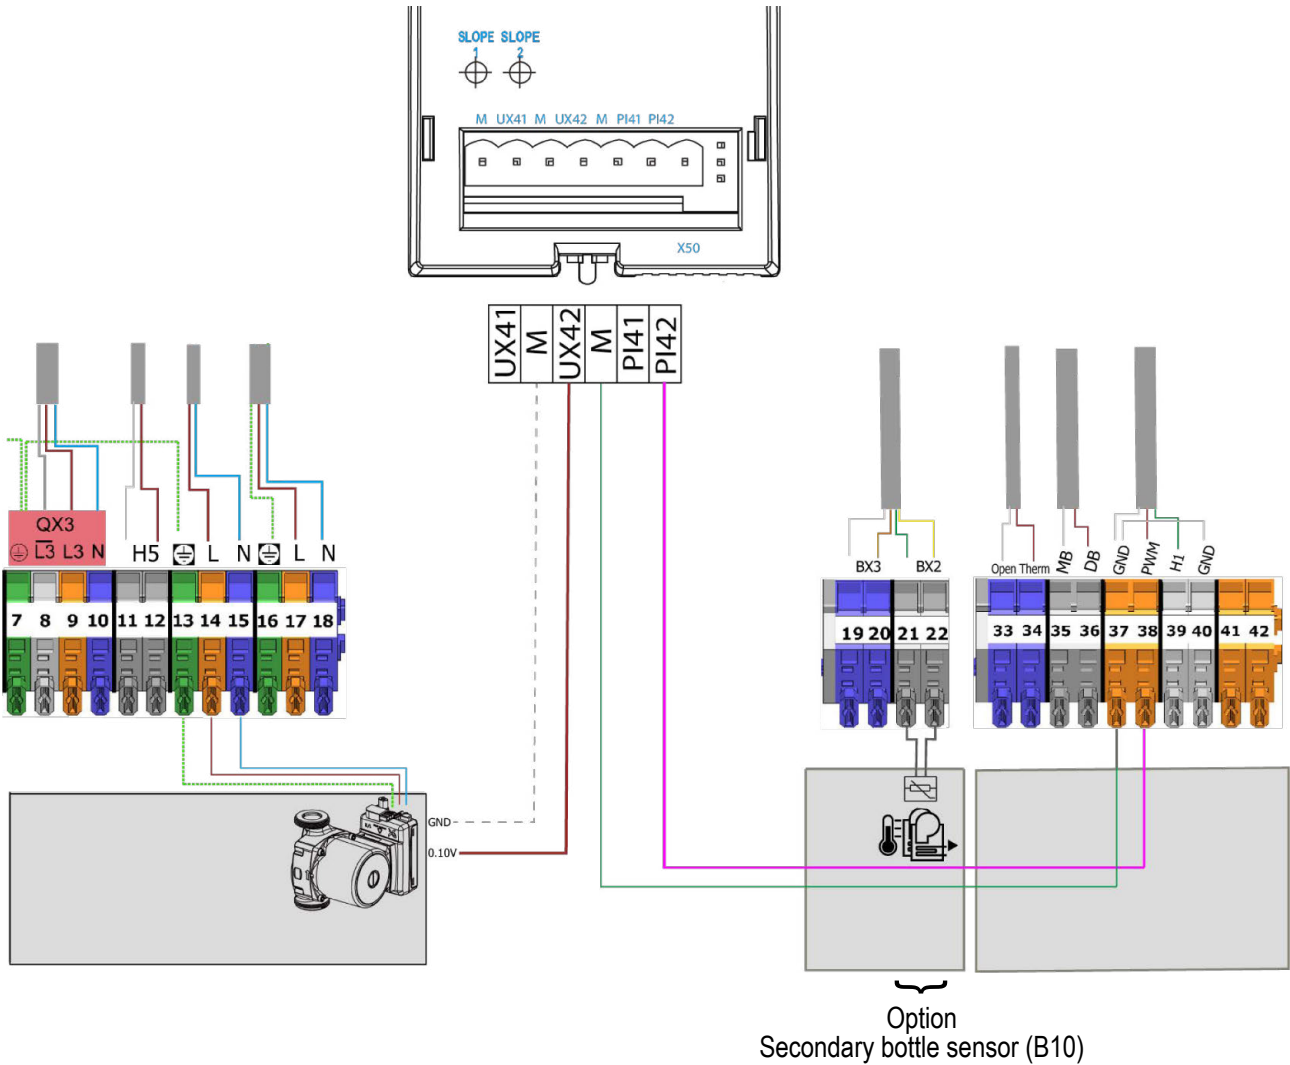 SLOPE SLOPE
1 2
M UX41 M UX42 M PI41 PI42
X50
UX41 M UX42 M PI41 PI42
QX3
L3 L3 N H5 L N L N
7 8 9 10 11 12 13 14 15 16 17 18
BX3 BX2
19 20 21 22
Open Therm MB DB GND PWM H1 GND
33 34 35 36 37 38 39 40 41 42
GND
0.10V
Option
Secondary bottle sensor (B10)